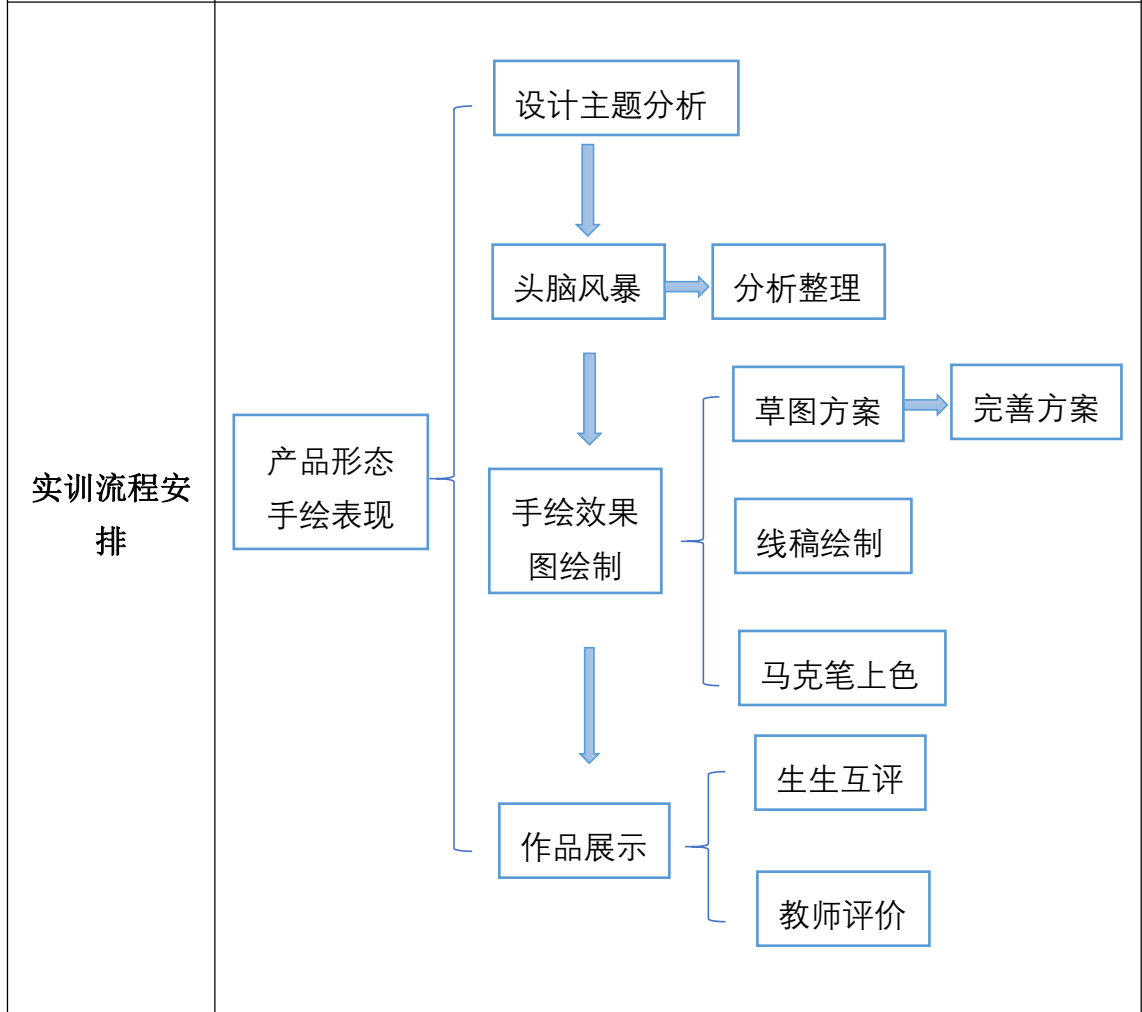 实训流程安
排
产品形态
手绘表现
设计主题分析
头脑风暴
分析整理
手绘效果
图绘制
草图方案
完善方案
线稿绘制
马克笔上色
作品展示
生生互评
教师评价